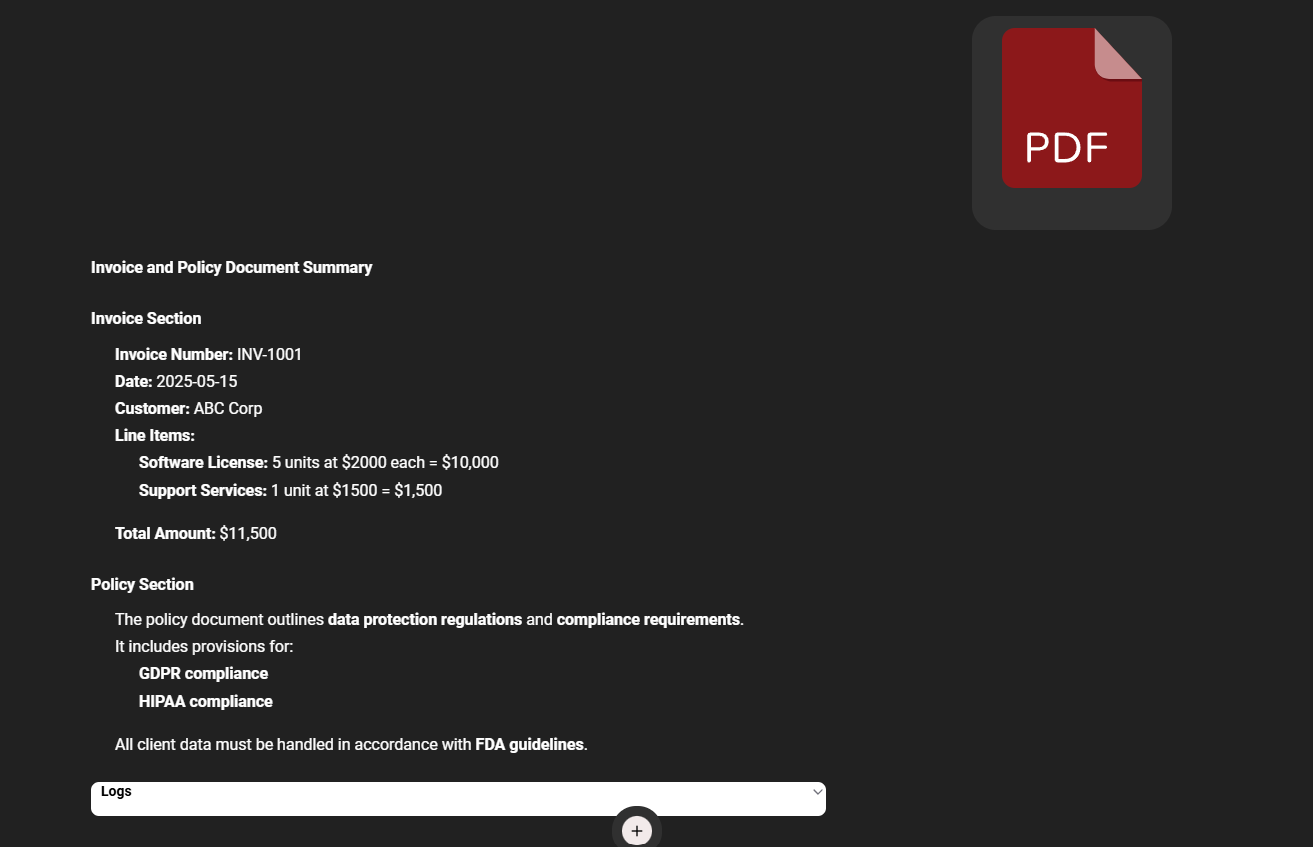 PDF
Invoice and Policy Document Summary
Invoice Section
Invoice Number: INV-1001
Date: 2025-05-15
Customer: ABC Corp
Line Items:
Software License: 5 units at $2000 each = $10,000
Support Services: 1 unit at $1500 = $1,500
Total Amount: $11,500
Policy Section
The policy document outlines data protection regulations and compliance requirements.
It includes provisions for:
GDPR compliance
HIPAA compliance
All client data must be handled in accordance with FDA guidelines.
Logs